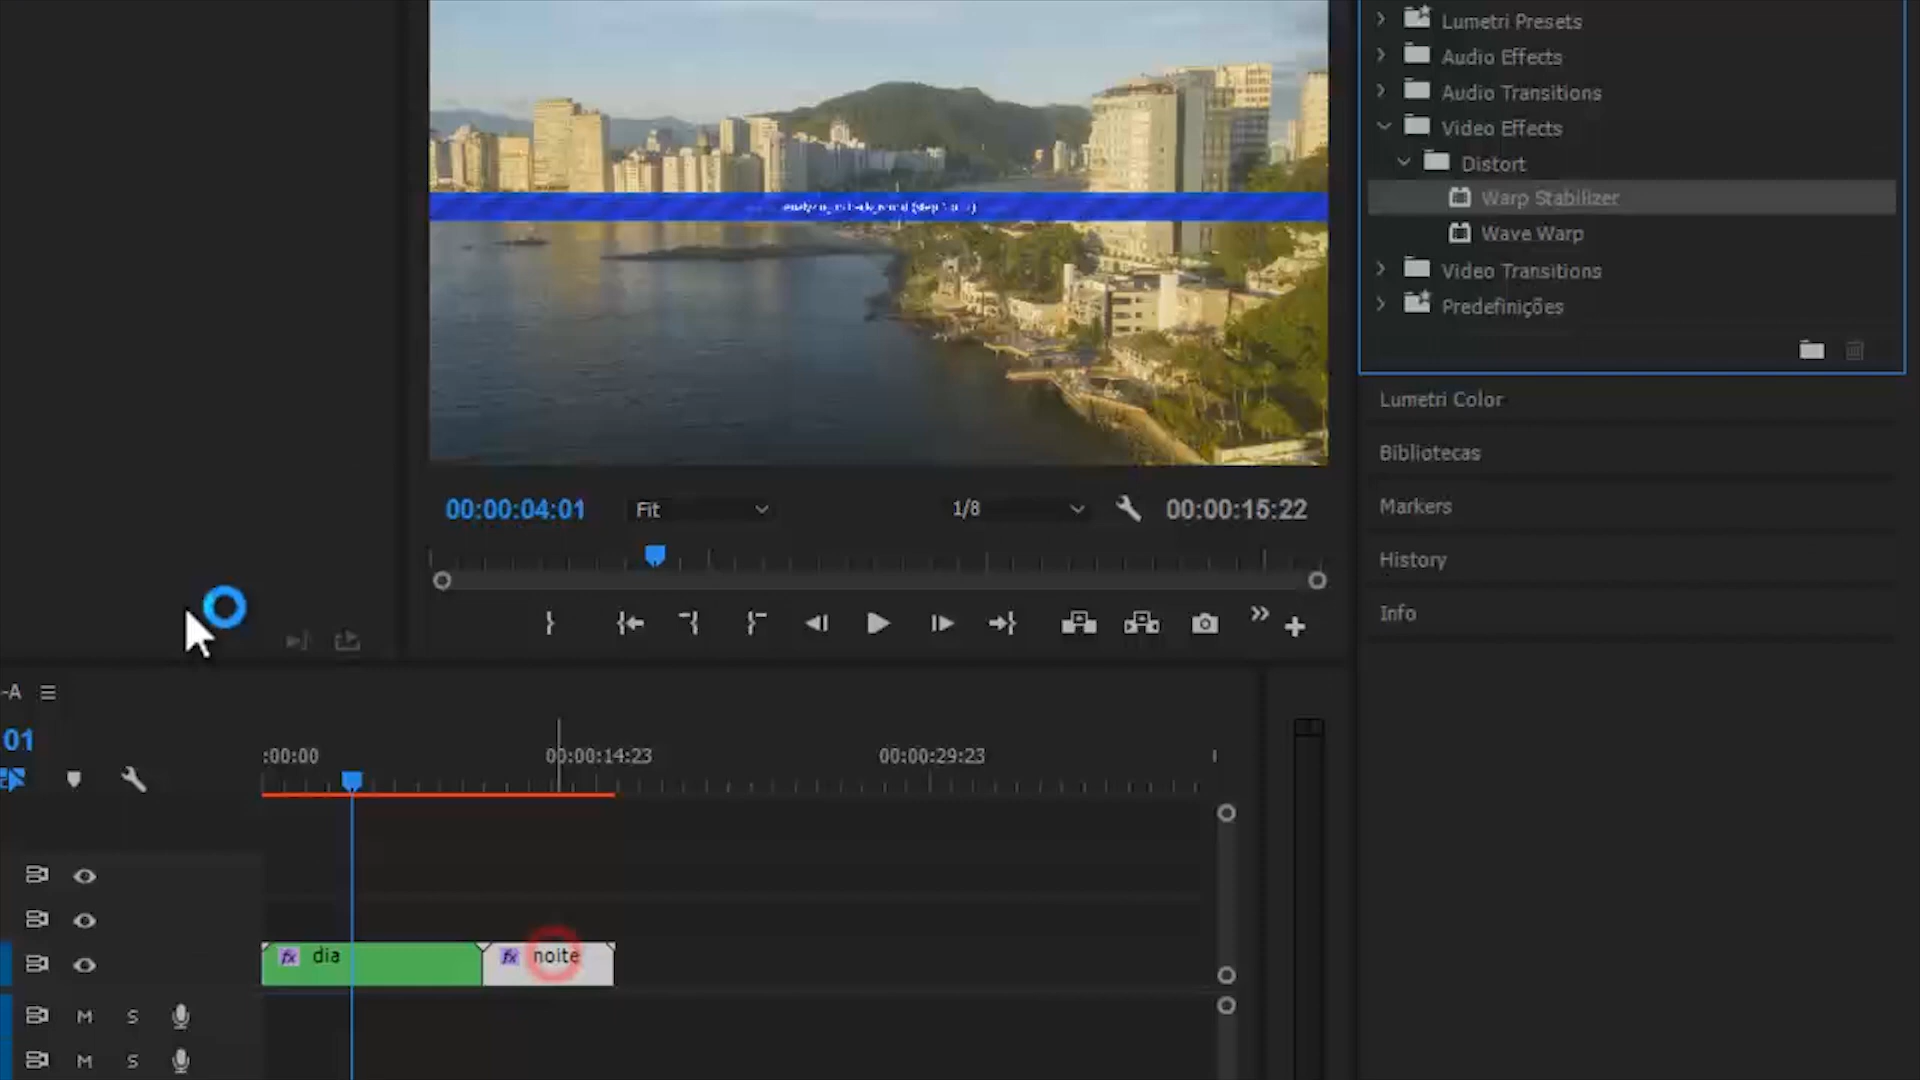 Lumetri Presets
Audio Effects
Audio Transitions
Video Effects
Distort
Warp Stabilizer
Wave Warp
Video Transitions
Predefinições
Lumetri Color
Bibliotecas
Markers
History
Info
00:00:04:01
Fit
1/8
00:00:15:22
-A
01
:00:00
00:00:14:23
00:00:29:23
fx dia
fx noite
M S
M S